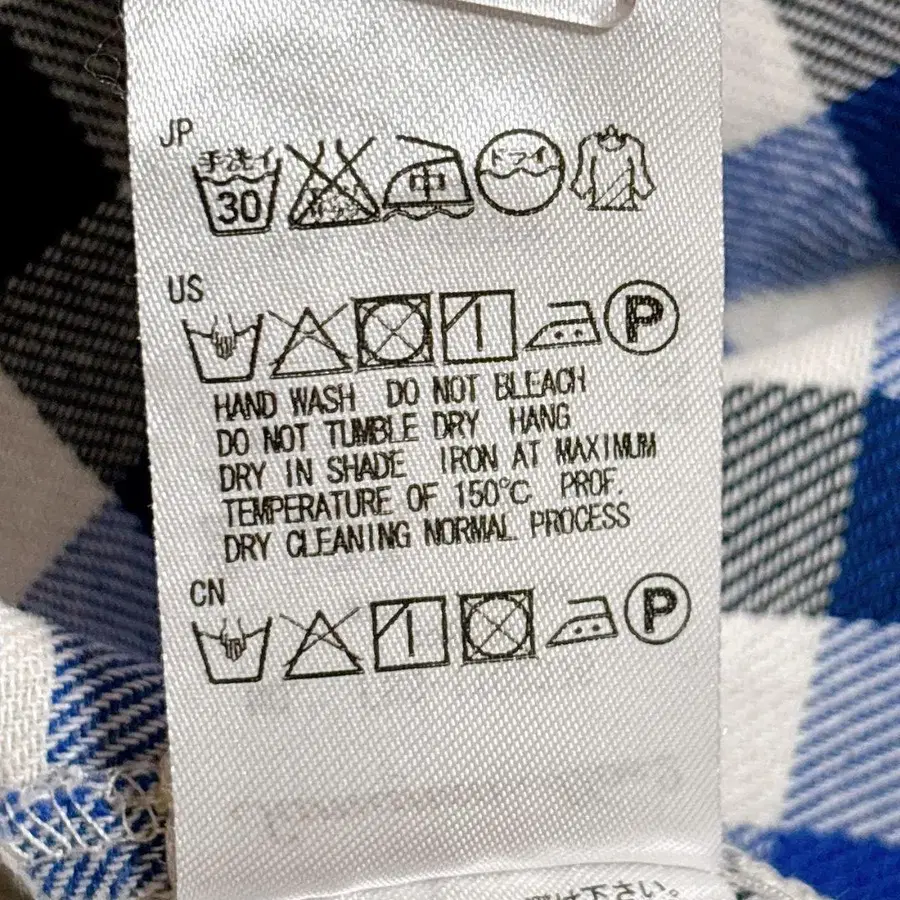 JP
手洗イ
30
中
ドライ
US
P
HAND WASH DO NOT BLEACH
DO NOT TUMBLE DRY HANG
DRY IN SHADE IRON AT MAXIMUM
TEMPERATURE OF 150°C PROF.
DRY CLEANING NORMAL PROCESS
CN
P